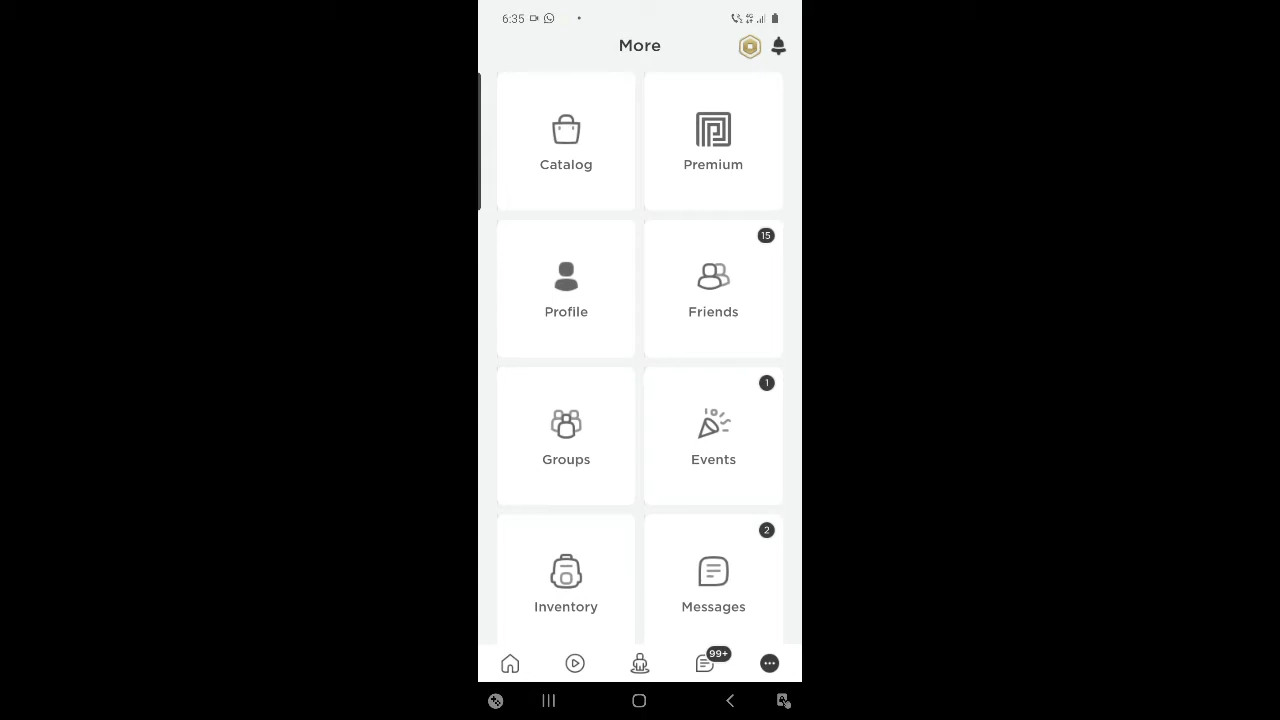 6:35
More
Catalog
Premium
15
Profile
Friends
1
Groups
Events
2
Inventory
Messages
99+